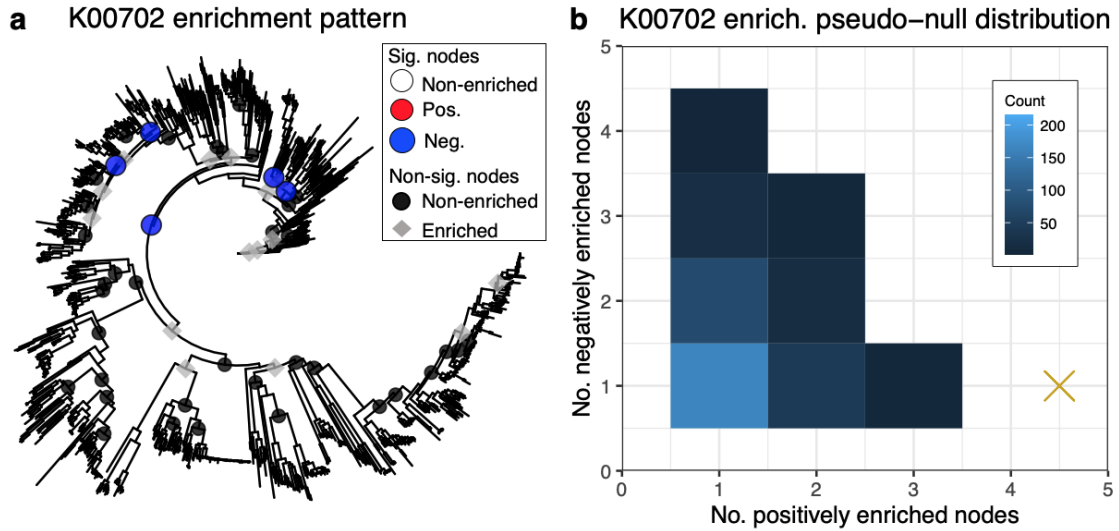 a K00702 enrichment pattern
Sig. nodes
Non-enriched
Pos.
Neg.
Non-sig. nodes
Non-enriched
Enriched
b K00702 enrich. pseudo−null distribution
No. negatively enriched nodes
5
4
3
2
1
0
Count
200
150
100
50
0 1 2 3 4 5
No. positively enriched nodes